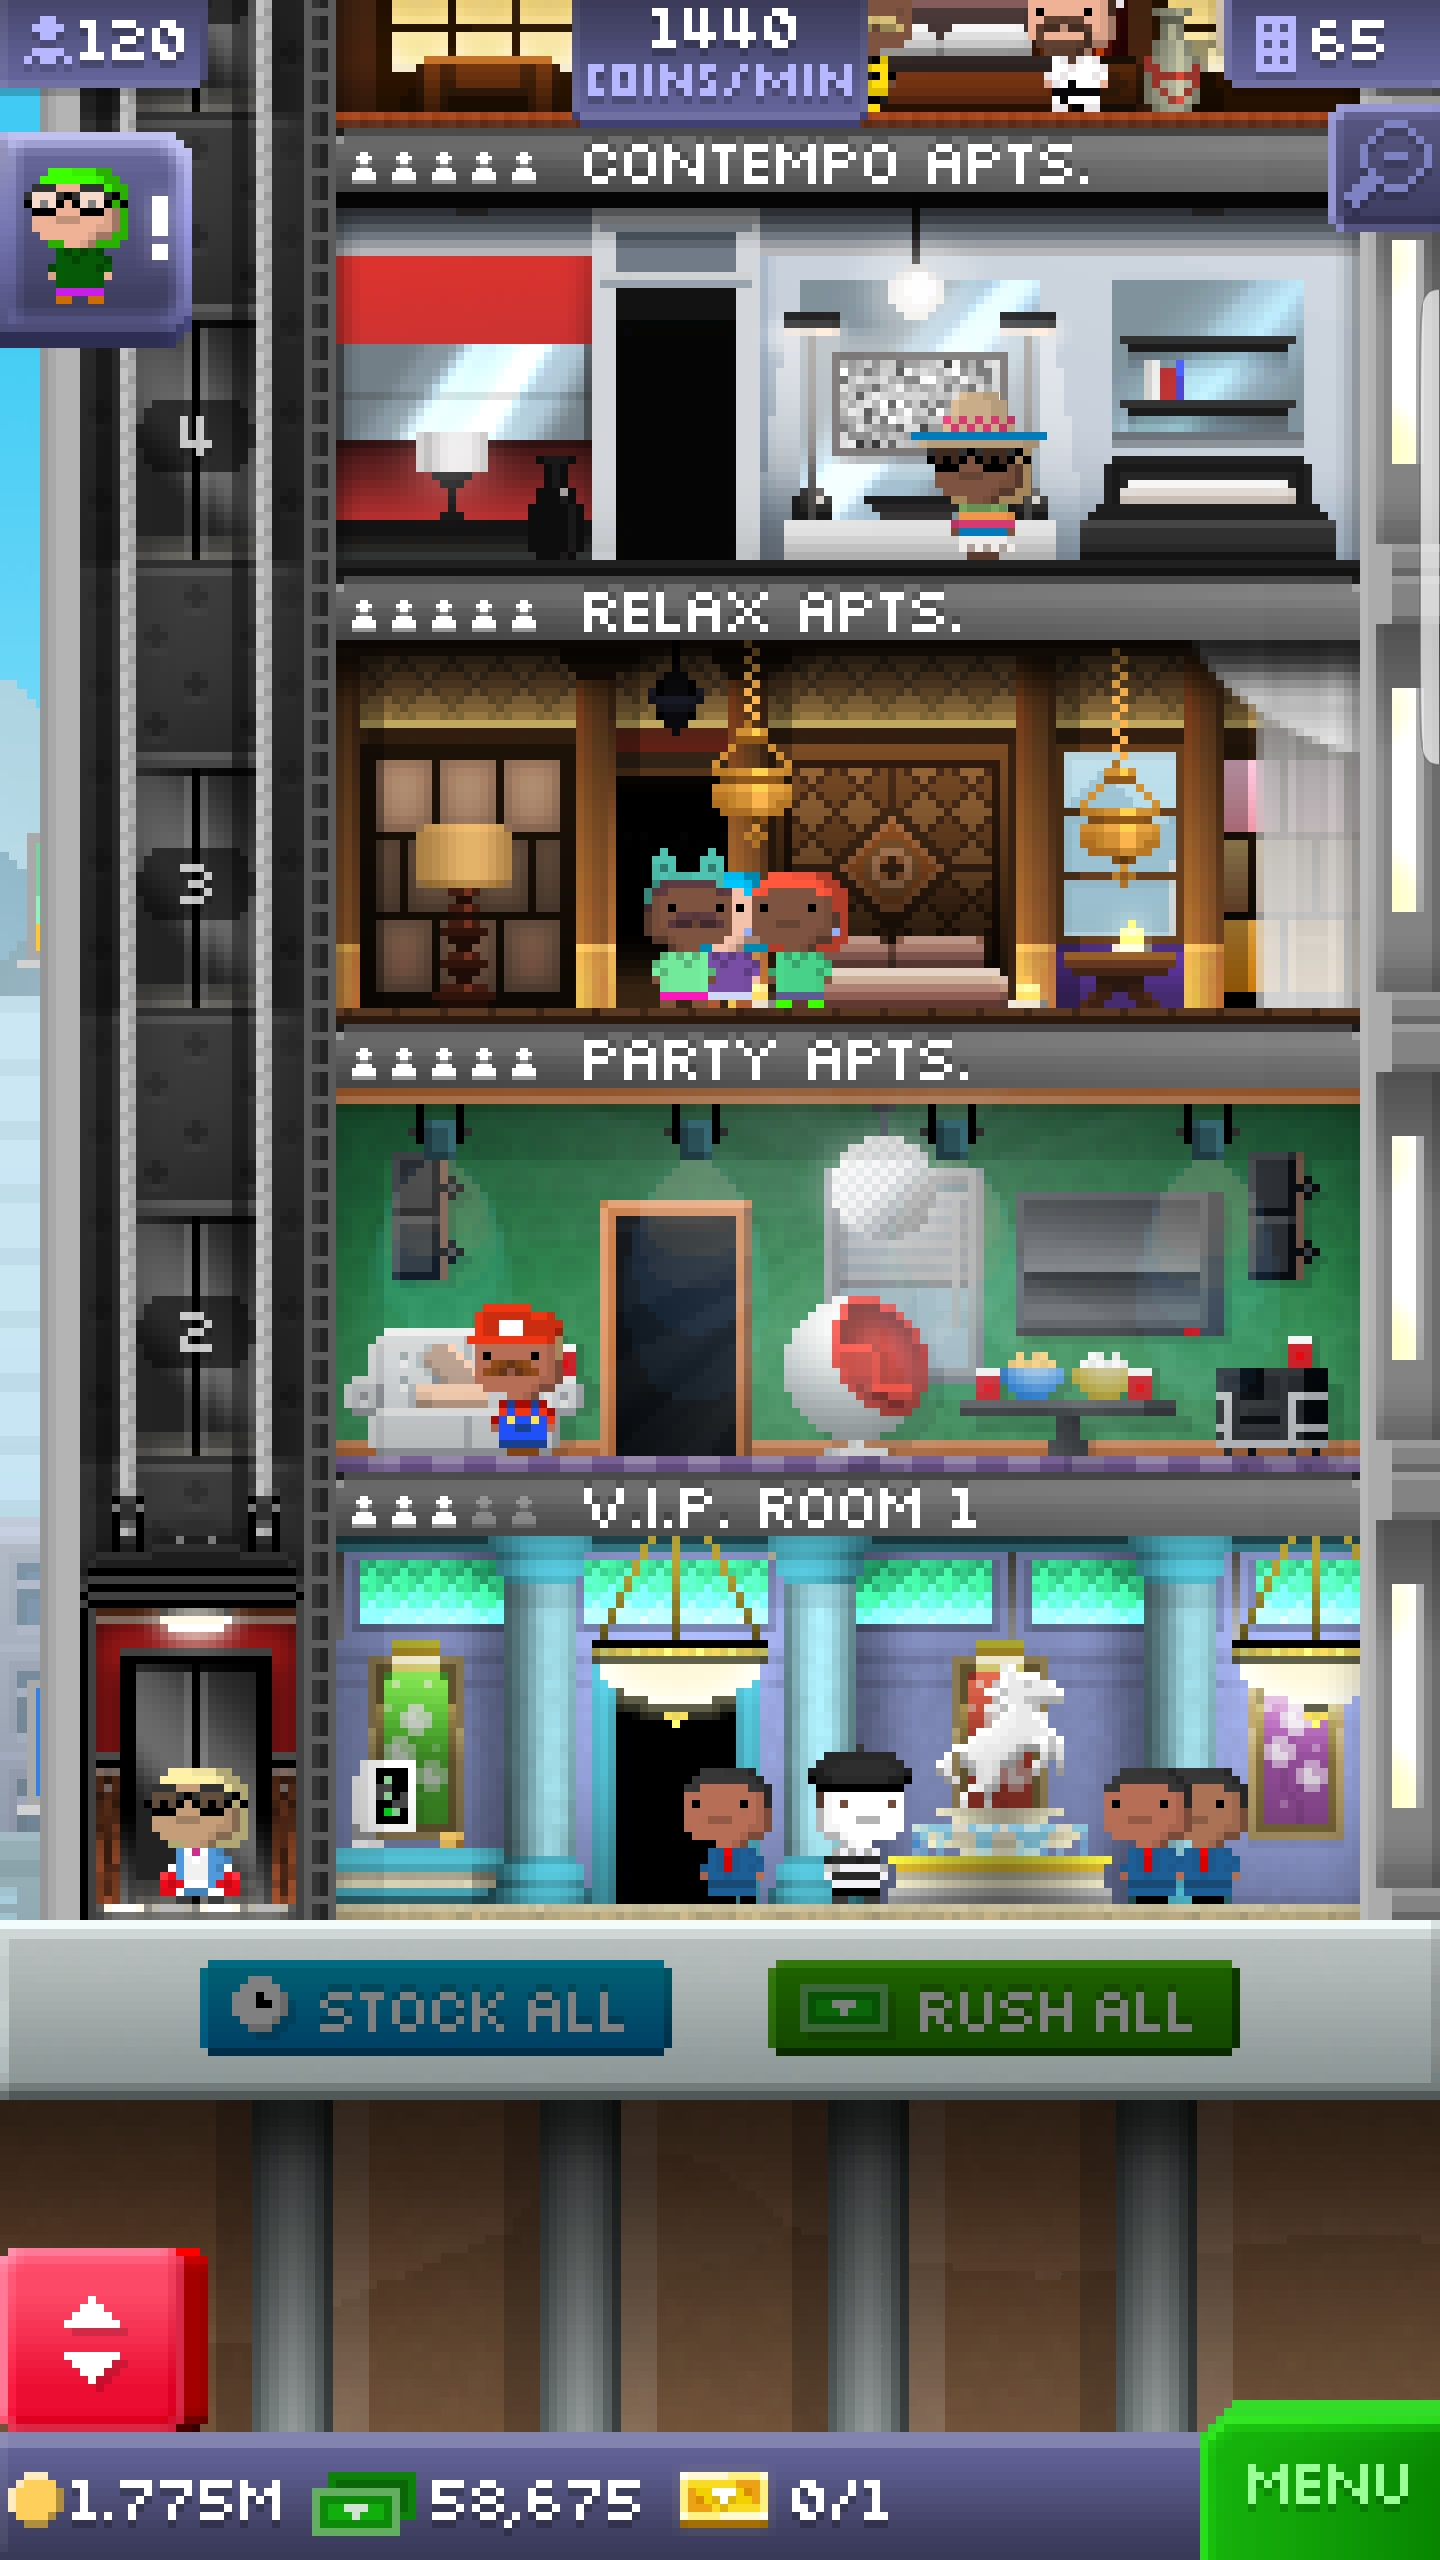 120
1440
COINS/MIN
65
!
CONTEMPO APTS.
4
RELAX APTS.
3
PARTY APTS.
2
V.I.P. ROOM 1
STOCK ALL
RUSH ALL
1.775M
58,675
0/1
MENU